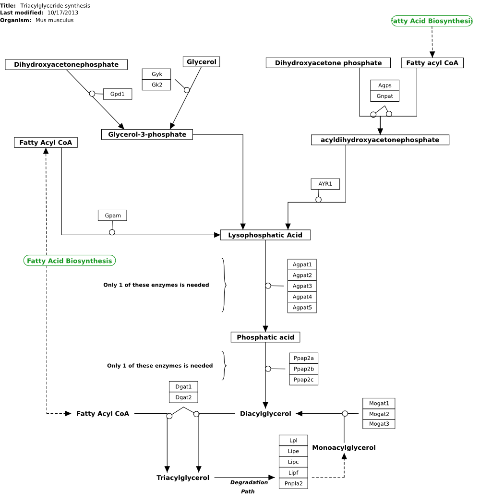 Title: Triacylglyceride synthesis
Last modified: 10/17/2013
Organism: Mus musculus
Fatty Acid Biosynthesis
Dihydroxyacetonephosphate
Glycerol
Dihydroxyacetone phosphate
Fatty acyl CoA
Gyk
Gk2
Gpd1
Agps
Gnpat
Glycerol-3-phosphate
Fatty Acyl CoA
acyldihydroxyacetonephosphate
AYR1
Gpam
Lysophosphatic Acid
Fatty Acid Biosynthesis
Only 1 of these enzymes is needed
Agpat1
Agpat2
Agpat3
Agpat4
Agpat5
Phosphatic acid
Only 1 of these enzymes is needed
Ppap2a
Ppap2b
Ppap2c
Dgat1
Dgat2
Fatty Acyl CoA
Diacylglycerol
Mogat1
Mogat2
Mogat3
Monoacylglycerol
Lpl
Lipe
Lipc
Lipf
Pnpla2
Triacylglycerol
Degradation
Path